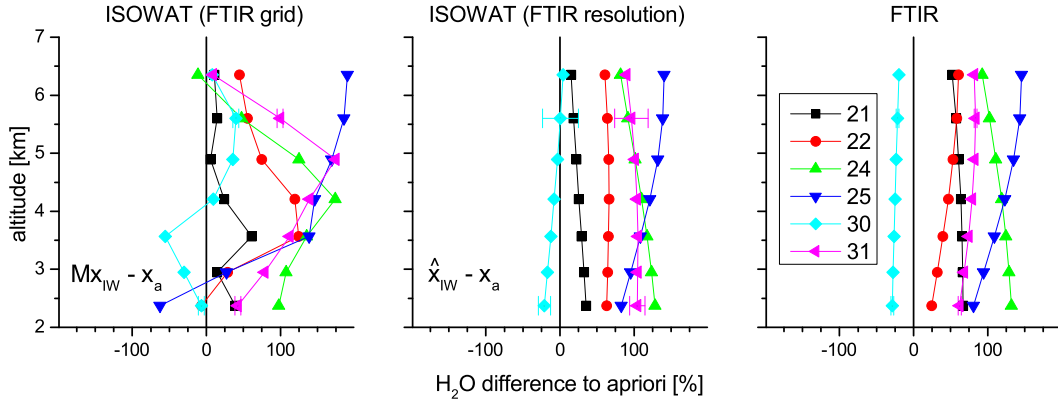 ISOWAT (FTIR grid)
ISOWAT (FTIR resolution)
FTIR
altitude [km]
7
6
5
4
3
2
Mx_IW - x_a
x̂_IW - x_a
21
22
24
25
30
31
-100 0 100
-100 0 100
-100 0 100
H₂O difference to apriori [%]